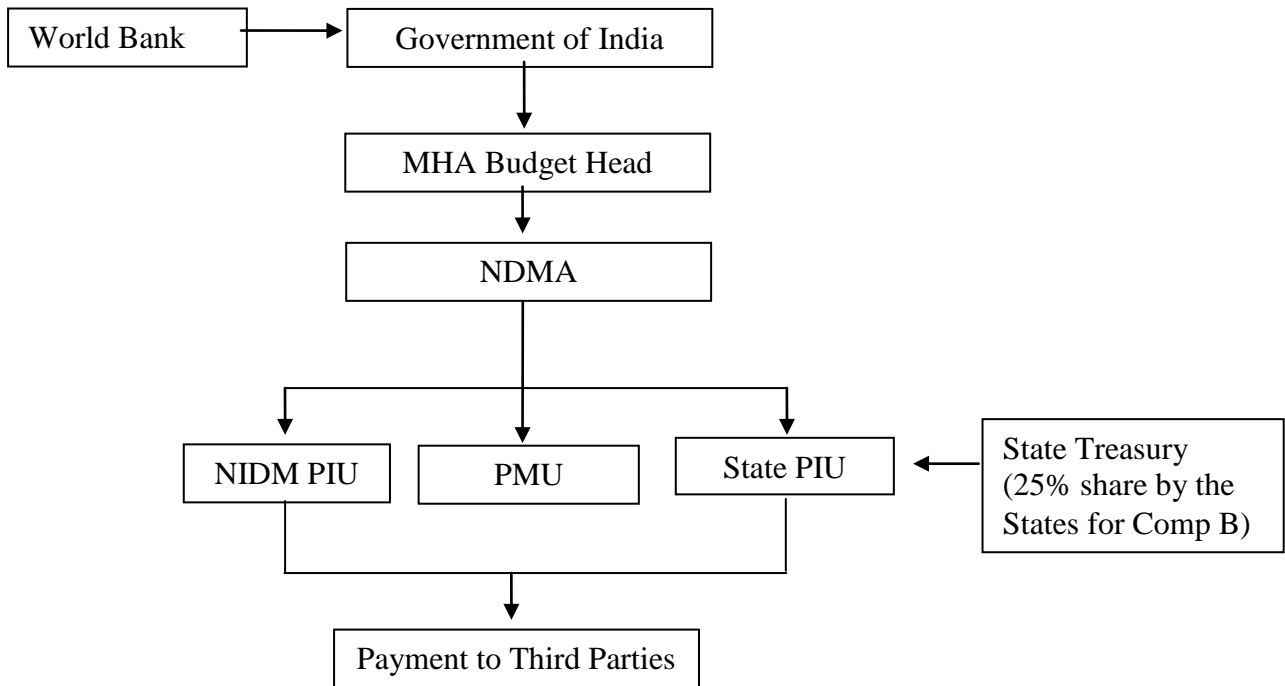 World Bank
Government of India
MHA Budget Head
NDMA
NIDM PIU
PMU
State PIU
State Treasury
(25% share by the
States for Comp B)
Payment to Third Parties